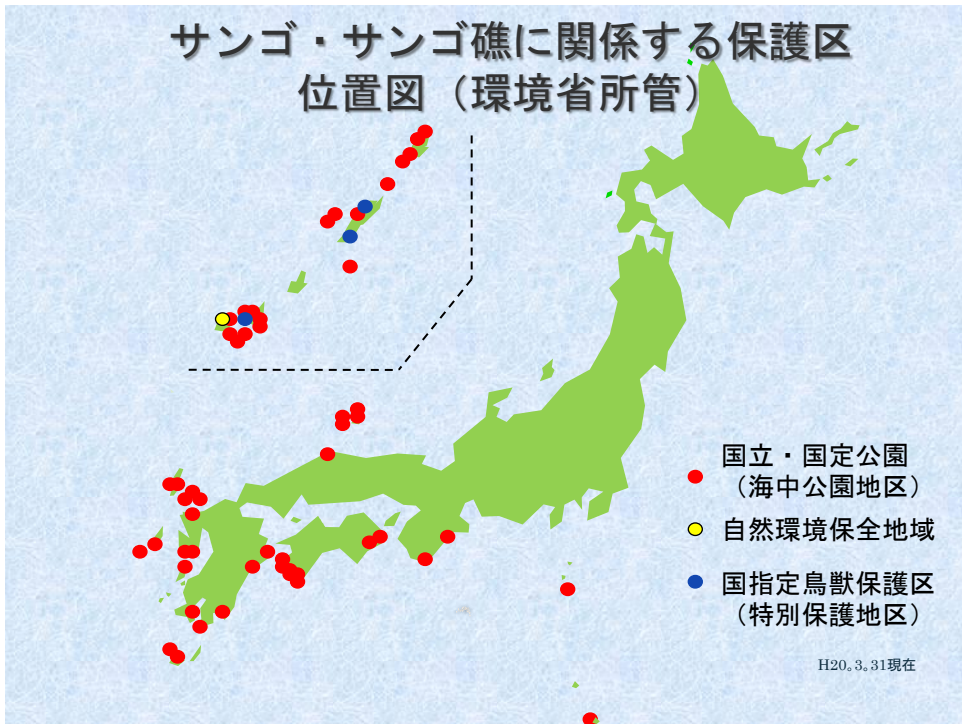 サンゴ・サンゴ礁に関係する保護区
位置図（環境省所管）
国立・国定公園
（海中公園地区）
自然環境保全地域
国指定鳥獣保護区
（特別保護地区）
H20。3。31現在